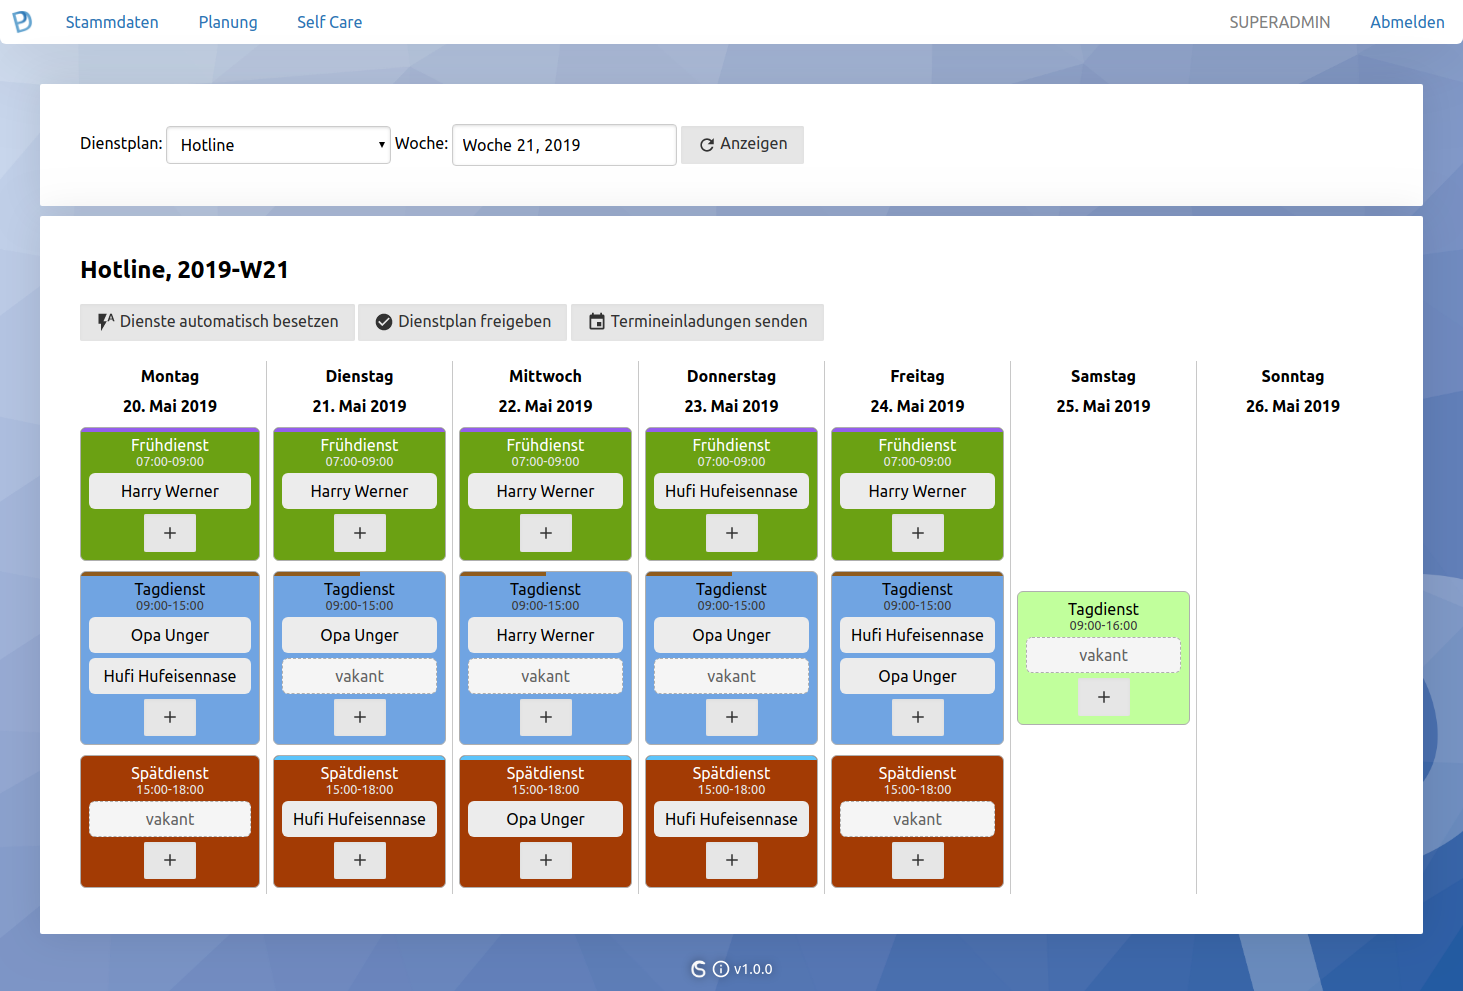 Stammdaten Planung Self Care SUPERADMIN Abmelden
Dienstplan: Hotline Woche: Woche 21, 2019 Anzeigen
Hotline, 2019-W21
Dienste automatisch besetzen Dienstplan freigeben Termineinladungen senden
Montag Dienstag Mittwoch Donnerstag Freitag Samstag Sonntag
20. Mai 2019 21. Mai 2019 22. Mai 2019 23. Mai 2019 24. Mai 2019 25. Mai 2019 26. Mai 2019
Frühdienst Frühdienst Frühdienst Frühdienst Frühdienst
07:00-09:00 07:00-09:00 07:00-09:00 07:00-09:00 07:00-09:00
Harry Werner Harry Werner Harry Werner Hufi Hufeisennase Harry Werner
+ + + + +
Tagdienst Tagdienst Tagdienst Tagdienst Tagdienst
09:00-15:00 09:00-15:00 09:00-15:00 09:00-15:00 09:00-15:00
Tagdienst
09:00-16:00
Opa Unger Opa Unger Harry Werner Opa Unger Hufi Hufeisennase
vakant
Hufi Hufeisennase vakant vakant vakant Opa Unger
+
+ + + + +
Spätdienst Spätdienst Spätdienst Spätdienst Spätdienst
15:00-18:00 15:00-18:00 15:00-18:00 15:00-18:00 15:00-18:00
vakant Hufi Hufeisennase Opa Unger Hufi Hufeisennase vakant
+ + + + +
v1.0.0